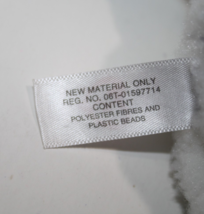 NEW MATERIAL ONLY
REG. NO. 06T-01597714
CONTENT
POLYESTER FIBRES AND
PLASTIC BEADS